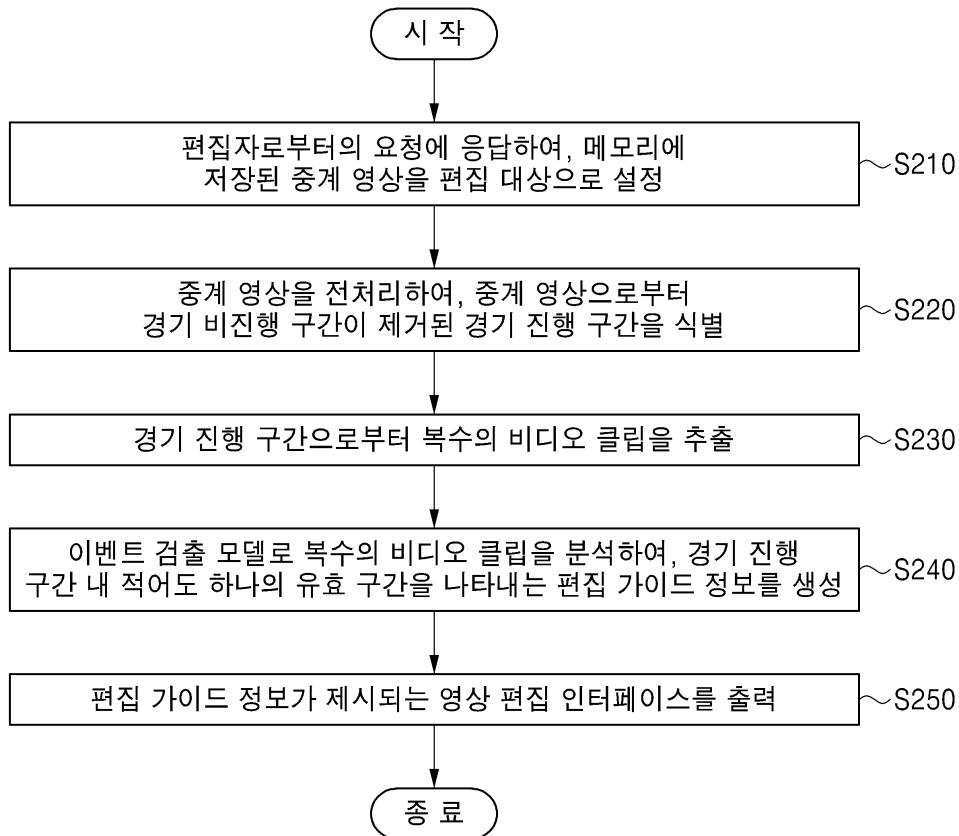 시 작
편집자로부터의 요청에 응답하여, 메모리에
저장된 중계 영상을 편집 대상으로 설정
S210
중계 영상을 전처리하여, 중계 영상으로부터
경기 비진행 구간이 제거된 경기 진행 구간을 식별
S220
경기 진행 구간으로부터 복수의 비디오 클립을 추출
S230
이벤트 검출 모델로 복수의 비디오 클립을 분석하여, 경기 진행
구간 내 적어도 하나의 유효 구간을 나타내는 편집 가이드 정보를 생성
S240
편집 가이드 정보가 제시되는 영상 편집 인터페이스를 출력
S250
종 료